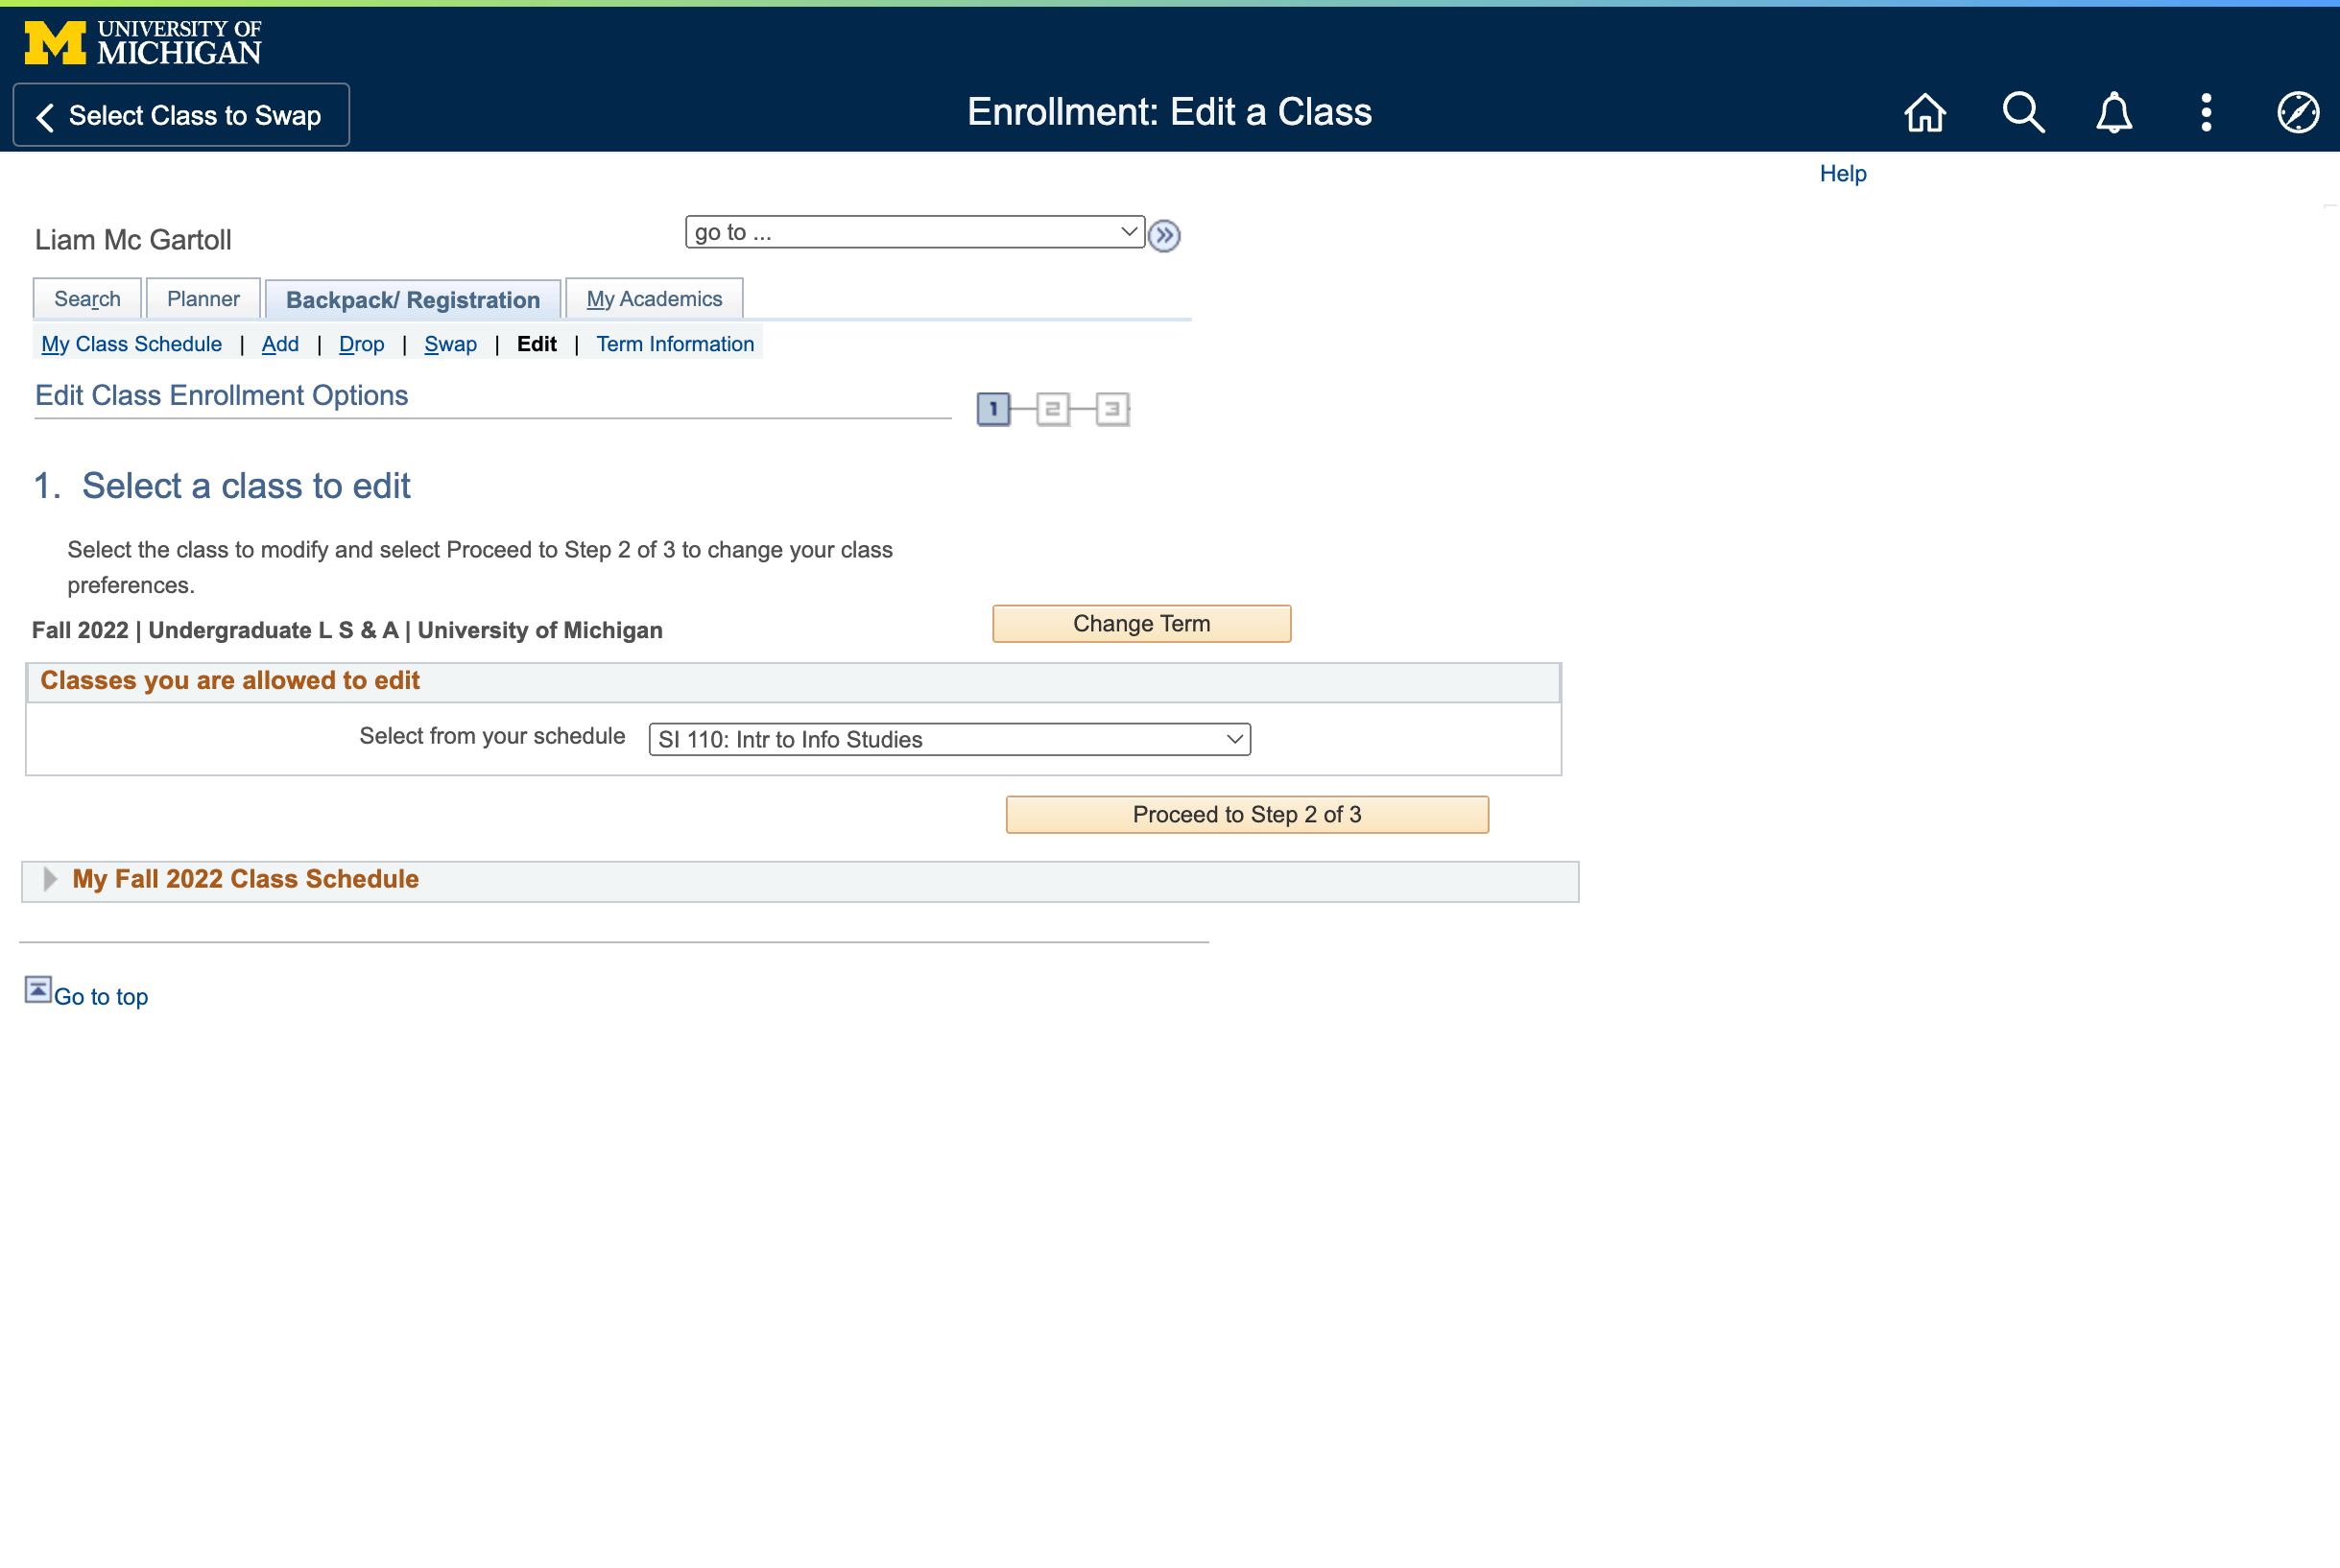 UNIVERSITY OF
MICHIGAN
Select Class to Swap
Enrollment: Edit a Class
Help
Liam Mc Gartoll
go to ...
Search
Planner
Backpack/ Registration
My Academics
My Class Schedule | Add | Drop | Swap | Edit | Term Information
Edit Class Enrollment Options
1 2 3
1. Select a class to edit
Select the class to modify and select Proceed to Step 2 of 3 to change your class
preferences.
Fall 2022 | Undergraduate L S & A | University of Michigan
Change Term
Classes you are allowed to edit
Select from your schedule
SI 110: Intr to Info Studies
Proceed to Step 2 of 3
My Fall 2022 Class Schedule
Go to top